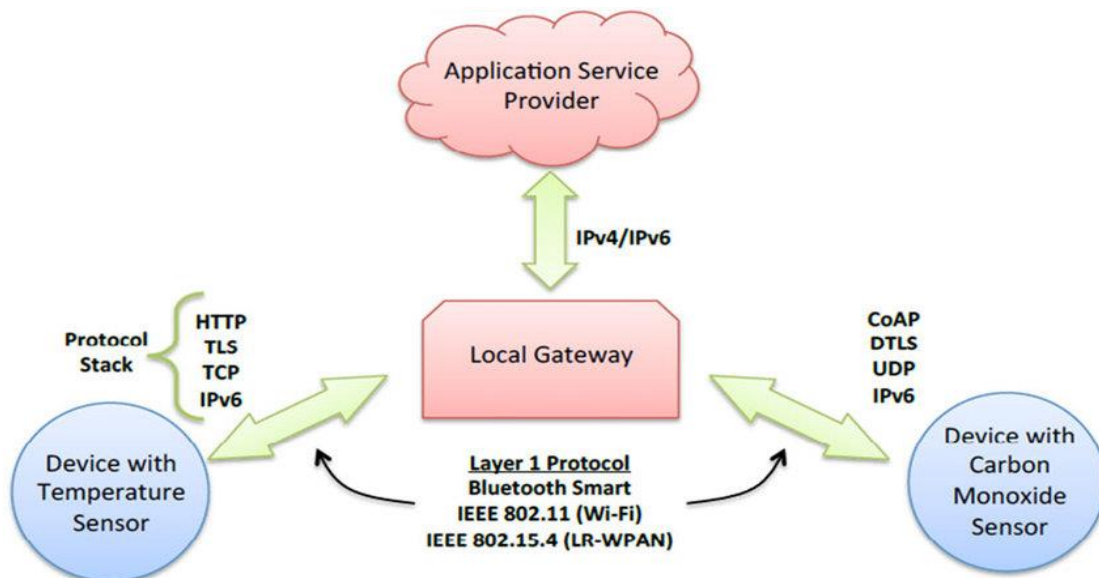 Application Service
Provider
IPv4/IPv6
Protocol
Stack
HTTP
TLS
TCP
IPv6
Local Gateway
CoAP
DTLS
UDP
IPv6
Device with
Temperature
Sensor
Layer 1 Protocol
Bluetooth Smart
IEEE 802.11 (Wi-Fi)
IEEE 802.15.4 (LR-WPAN)
Device with
Carbon
Monoxide
Sensor